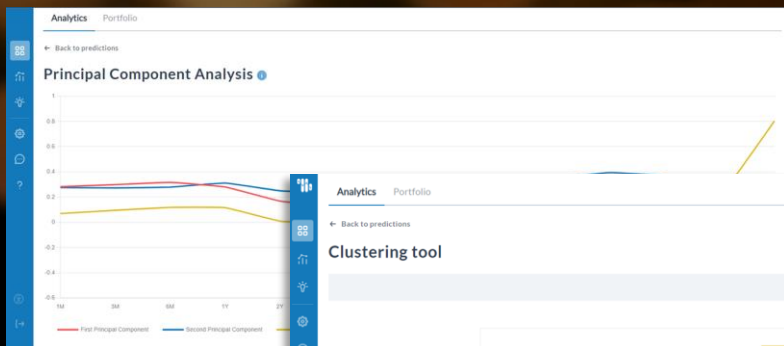 Analytics Portfolio
← Back to predictions
Principal Component Analysis
1
0.8
0.6
0.4
0.2
0
-0.2
-0.4
-0.6
1M 3M 6M 1Y 2Y
First Principal Component Second Principal Component
?
Analytics Portfolio
← Back to predictions
Clustering tool